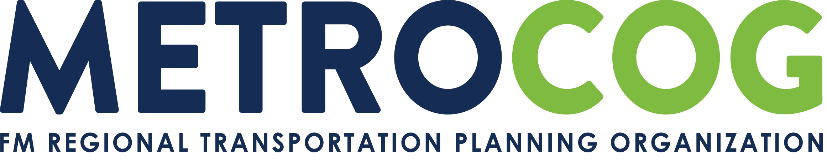 METROCOG
FM REGIONAL TRANSPORTATION PLANNING ORGANIZATION